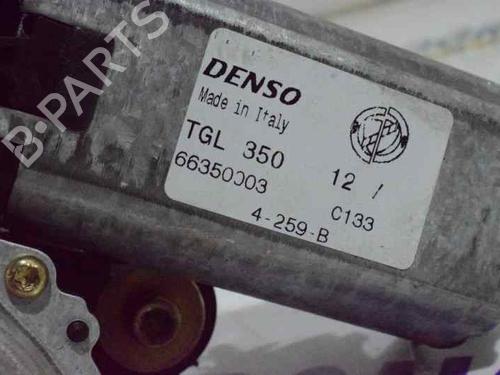 B-PARTS
DENSO
Made in Italy
TGL 350 12 /
66350003 C133
4-259-B